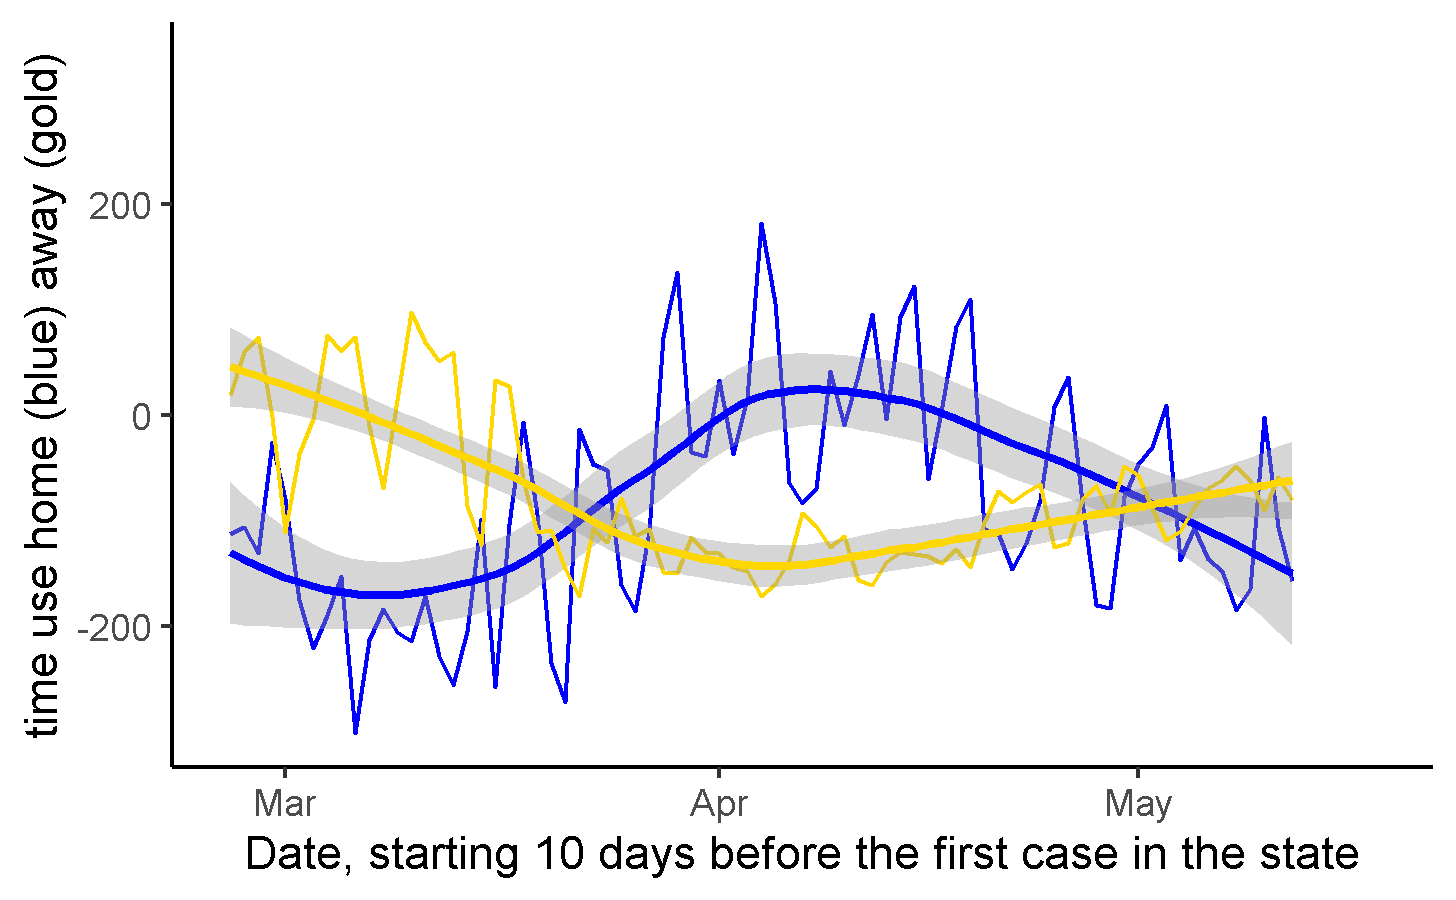 time use home (blue) away (gold)
200
0
-200
Mar
Apr
May
Date, starting 10 days before the first case in the state